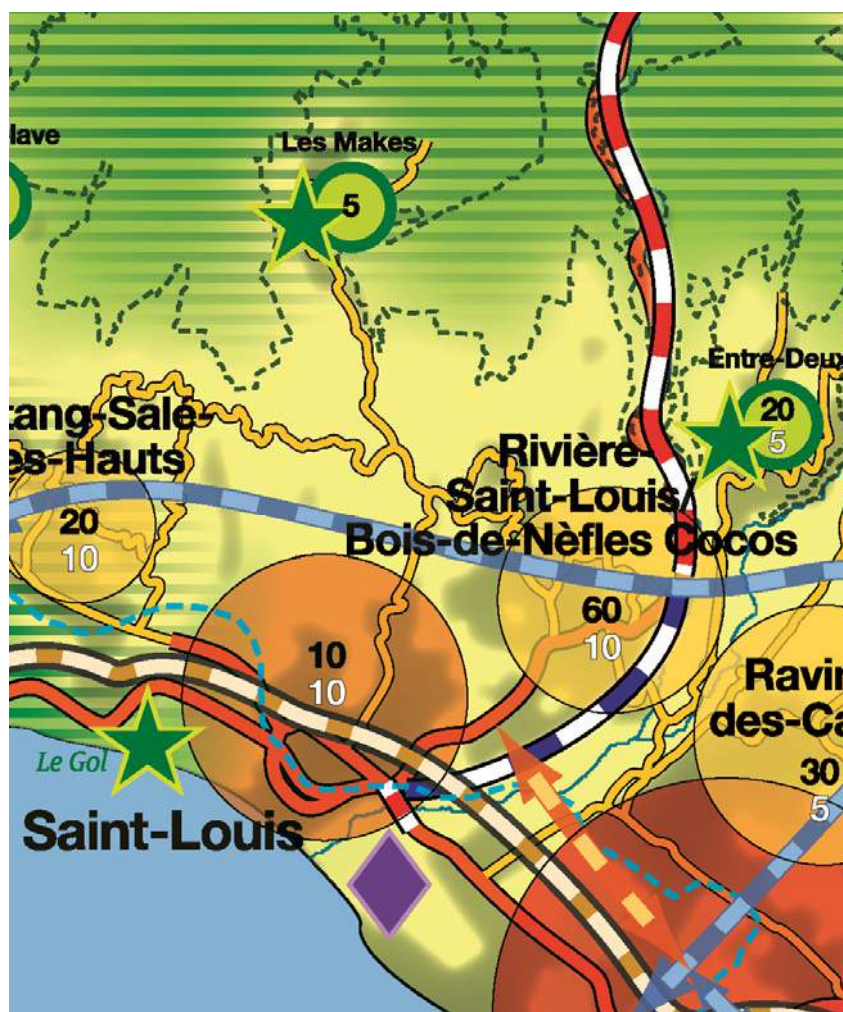 lave
Les Makes
5
Entre-Deux
20
5
tang-Salé-
es-Hauts
20
10
Rivière-
Saint-Louis/
Bois-de-Nèfles Cocos
60
10
10
10
Ravin
des-Ca
30
5
Le Gol
Saint-Louis